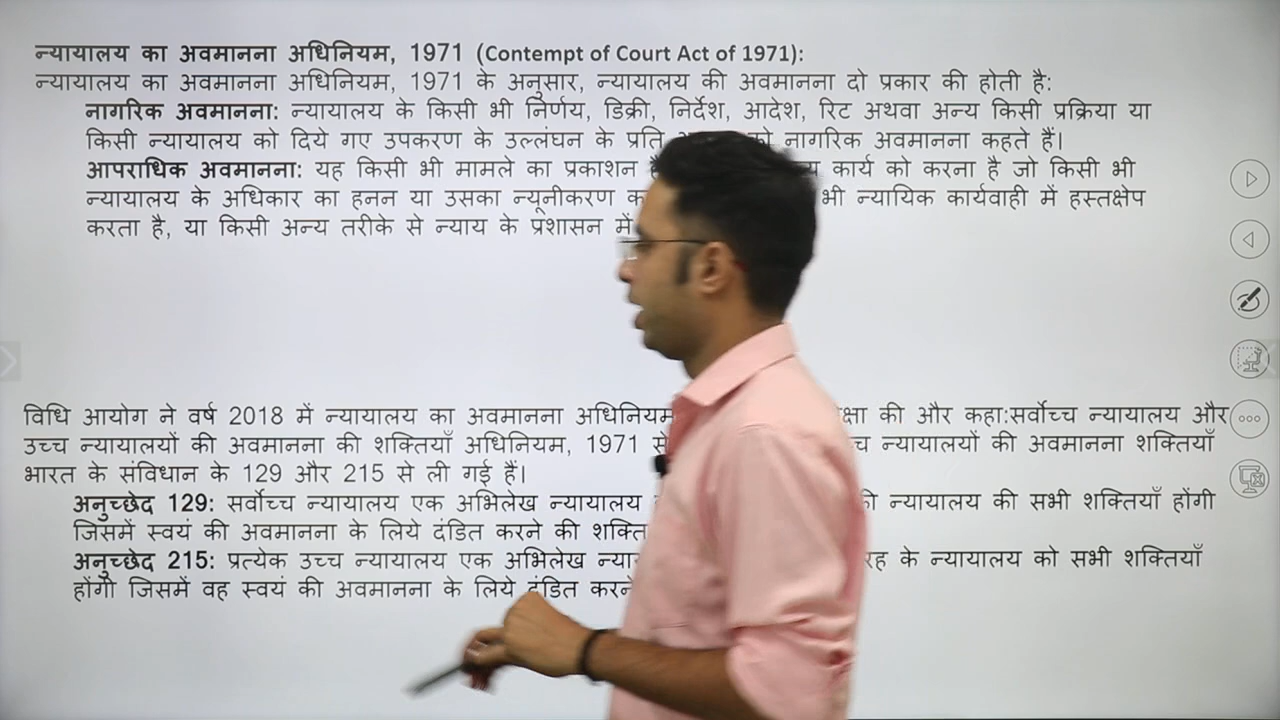 न्यायालय का अवमानना अधिनियम, 1971 (Contempt of Court Act of 1971):
न्यायालय का अवमानना अधिनियम, 1971 के अनुसार, न्यायालय की अवमानना दो प्रकार की होती है:
नागरिक अवमानना: न्यायालय के किसी भी निर्णय, डिक्री, निर्देश, आदेश, रिट अथवा अन्य किसी प्रक्रिया या
किसी न्यायालय को दिये गए उपकरण के उल्लंघन के प्रति को नागरिक अवमानना कहते हैं।
आपराधिक अवमानना: यह किसी भी मामले का प्रकाशन कार्य को करना है जो किसी भी
न्यायालय के अधिकार का हनन या उसका न्यूनीकरण भी न्यायिक कार्यवाही में हस्तक्षेप
करता है, या किसी अन्य तरीके से न्याय के प्रशासन में
विधि आयोग ने वर्ष 2018 में न्यायालय का अवमानना अधिनियम की और कहा:सर्वोच्च न्यायालय और
उच्च न्यायालयों की अवमानना की शक्तियाँ अधिनियम, 1971 न्यायालयों की अवमानना शक्तियाँ
भारत के संविधान के 129 और 215 से ली गई हैं।
अनुच्छेद 129: सर्वोच्च न्यायालय एक अभिलेख न्यायालय न्यायालय की सभी शक्तियाँ होंगी
जिसमें स्वयं की अवमानना के लिये दंडित करने की
अनुच्छेद 215: प्रत्येक उच्च न्यायालय एक अभिलेख के न्यायालय को सभी शक्तियाँ
होंगी जिसमें वह स्वयं की अवमानना के लिये दंडित